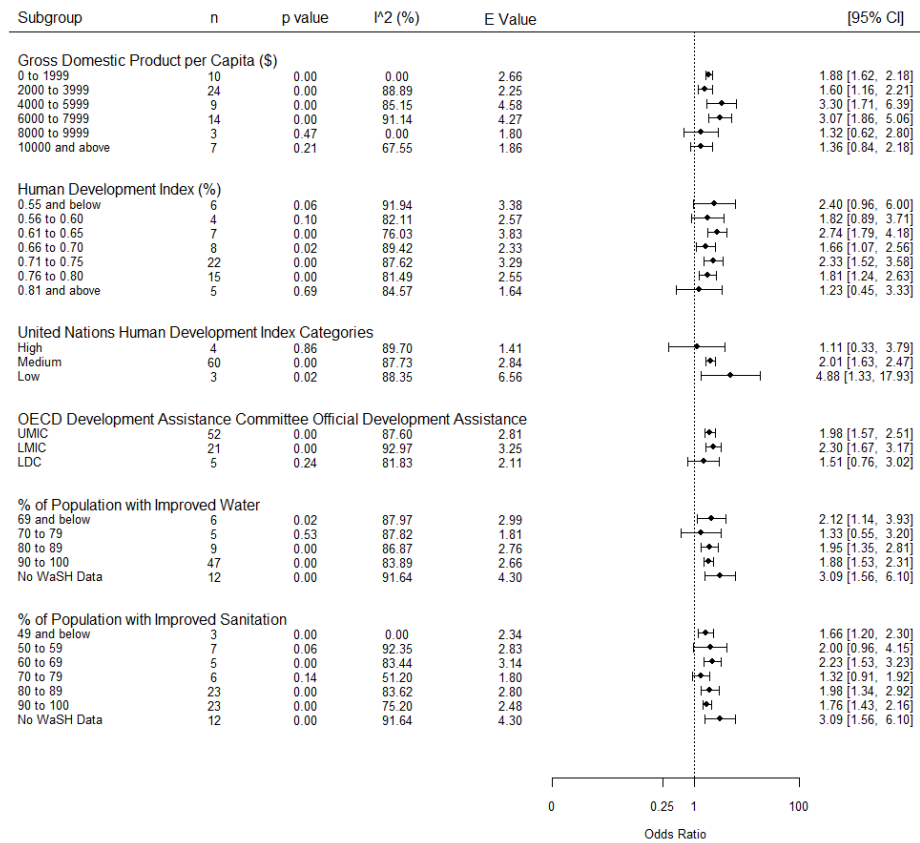 Subgroup n p value I^2 (%) E Value [95% CI]
Gross Domestic Product per Capita ($)
0 to 1999 10 0.00 0.00 2.66 1.88 [1.62, 2.18]
2000 to 3999 24 0.00 88.89 2.25 1.60 [1.16, 2.21]
4000 to 5999 9 0.00 85.15 4.58 3.30 [1.71, 6.39]
6000 to 7999 14 0.00 91.14 4.27 3.07 [1.86, 5.06]
8000 to 9999 3 0.47 0.00 1.80 1.32 [0.62, 2.80]
10000 and above 7 0.21 67.55 1.86 1.36 [0.84, 2.18]
Human Development Index (%)
0.55 and below 6 0.06 91.94 3.38 2.40 [0.96, 6.00]
0.56 to 0.60 4 0.10 82.11 2.57 1.82 [0.89, 3.71]
0.61 to 0.65 7 0.00 76.03 3.83 2.74 [1.79, 4.18]
0.66 to 0.70 8 0.02 89.42 2.33 1.66 [1.07, 2.56]
0.71 to 0.75 22 0.00 87.62 3.29 2.33 [1.52, 3.58]
0.76 to 0.80 15 0.00 81.49 2.55 1.81 [1.24, 2.63]
0.81 and above 5 0.69 84.57 1.64 1.23 [0.45, 3.33]
United Nations Human Development Index Categories
High 4 0.86 89.70 1.41 1.11 [0.33, 3.79]
Medium 60 0.00 87.73 2.84 2.01 [1.63, 2.47]
Low 3 0.02 88.35 6.56 4.88 [1.33, 17.93]
OECD Development Assistance Committee Official Development Assistance
UMIC 52 0.00 87.60 2.81 1.98 [1.57, 2.51]
LMIC 21 0.00 92.97 3.25 2.30 [1.67, 3.17]
LDC 5 0.24 81.83 2.11 1.51 [0.76, 3.02]
% of Population with Improved Water
69 and below 6 0.02 87.97 2.99 2.12 [1.14, 3.93]
70 to 79 5 0.53 87.82 1.81 1.33 [0.55, 3.20]
80 to 89 9 0.00 86.87 2.76 1.95 [1.35, 2.81]
90 to 100 47 0.00 83.89 2.66 1.88 [1.53, 2.31]
No WaSH Data 12 0.00 91.64 4.30 3.09 [1.56, 6.10]
% of Population with Improved Sanitation
49 and below 3 0.00 0.00 2.34 1.66 [1.20, 2.30]
50 to 59 7 0.06 92.35 2.83 2.00 [0.96, 4.15]
60 to 69 5 0.00 83.44 3.14 2.23 [1.53, 3.23]
70 to 79 6 0.14 51.20 1.80 1.32 [0.91, 1.92]
80 to 89 23 0.00 83.62 2.80 1.98 [1.34, 2.92]
90 to 100 23 0.00 75.20 2.48 1.76 [1.43, 2.16]
No WaSH Data 12 0.00 91.64 4.30 3.09 [1.56, 6.10]
0 0.25 1 100
Odds Ratio